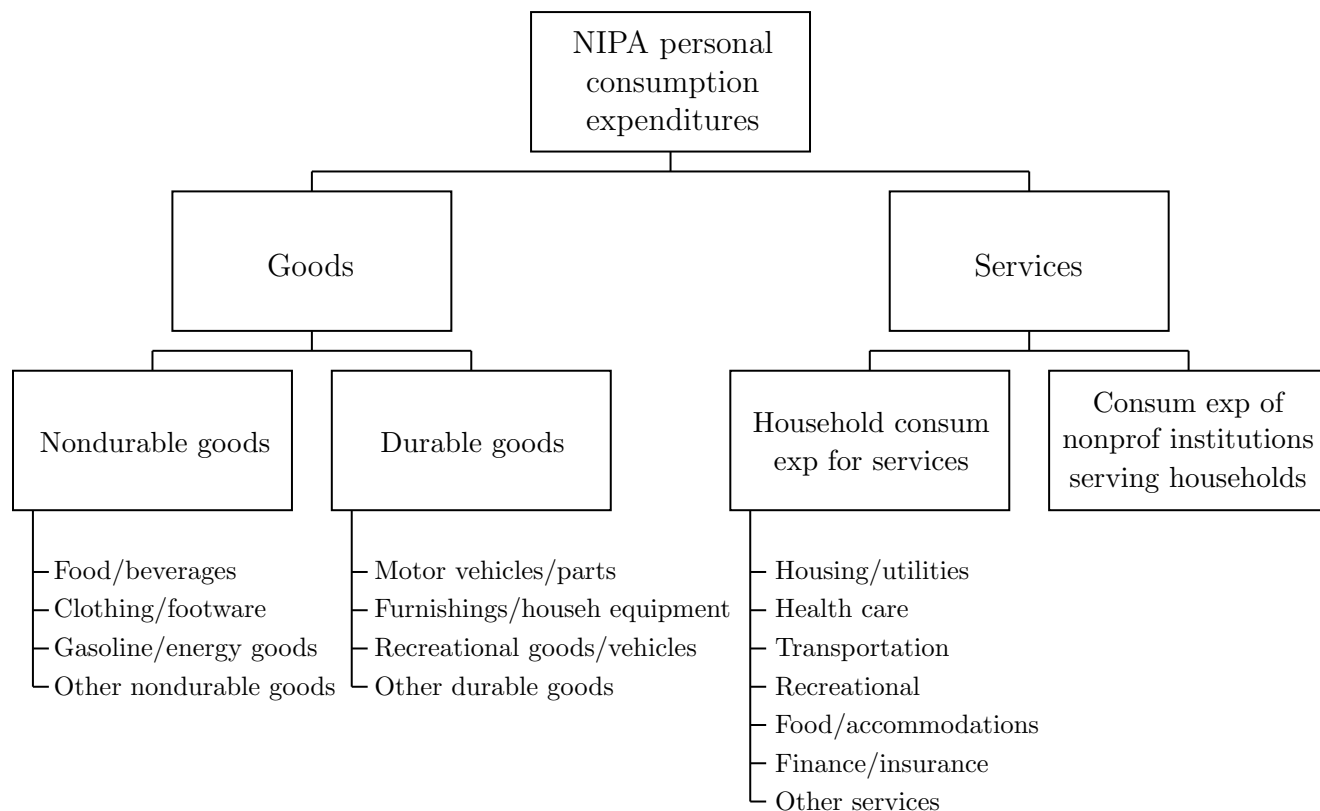 NIPA personal
consumption
expenditures
Goods
Services
Nondurable goods
Durable goods
Household consum
exp for services
Consum exp of
nonprof institutions
serving households
Food/beverages
Clothing/footware
Gasoline/energy goods
Other nondurable goods
Motor vehicles/parts
Furnishings/househ equipment
Recreational goods/vehicles
Other durable goods
Housing/utilities
Health care
Transportation
Recreational
Food/accommodations
Finance/insurance
Other services